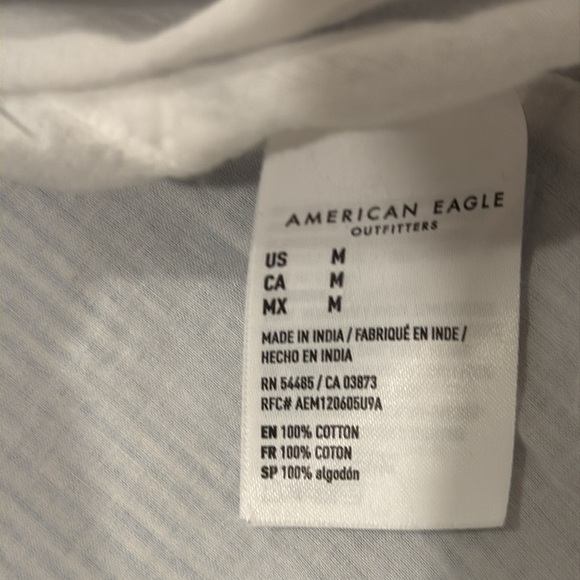 AMERICAN EAGLE
OUTFITTERS
US M
CA M
MX M
MADE IN INDIA / FABRIQUÉ EN INDE /
HECHO EN INDIA
RN 54485 / CA 03873
RFC# AEM120605U9A
EN 100% COTTON
FR 100% COTON
SP 100% algodón